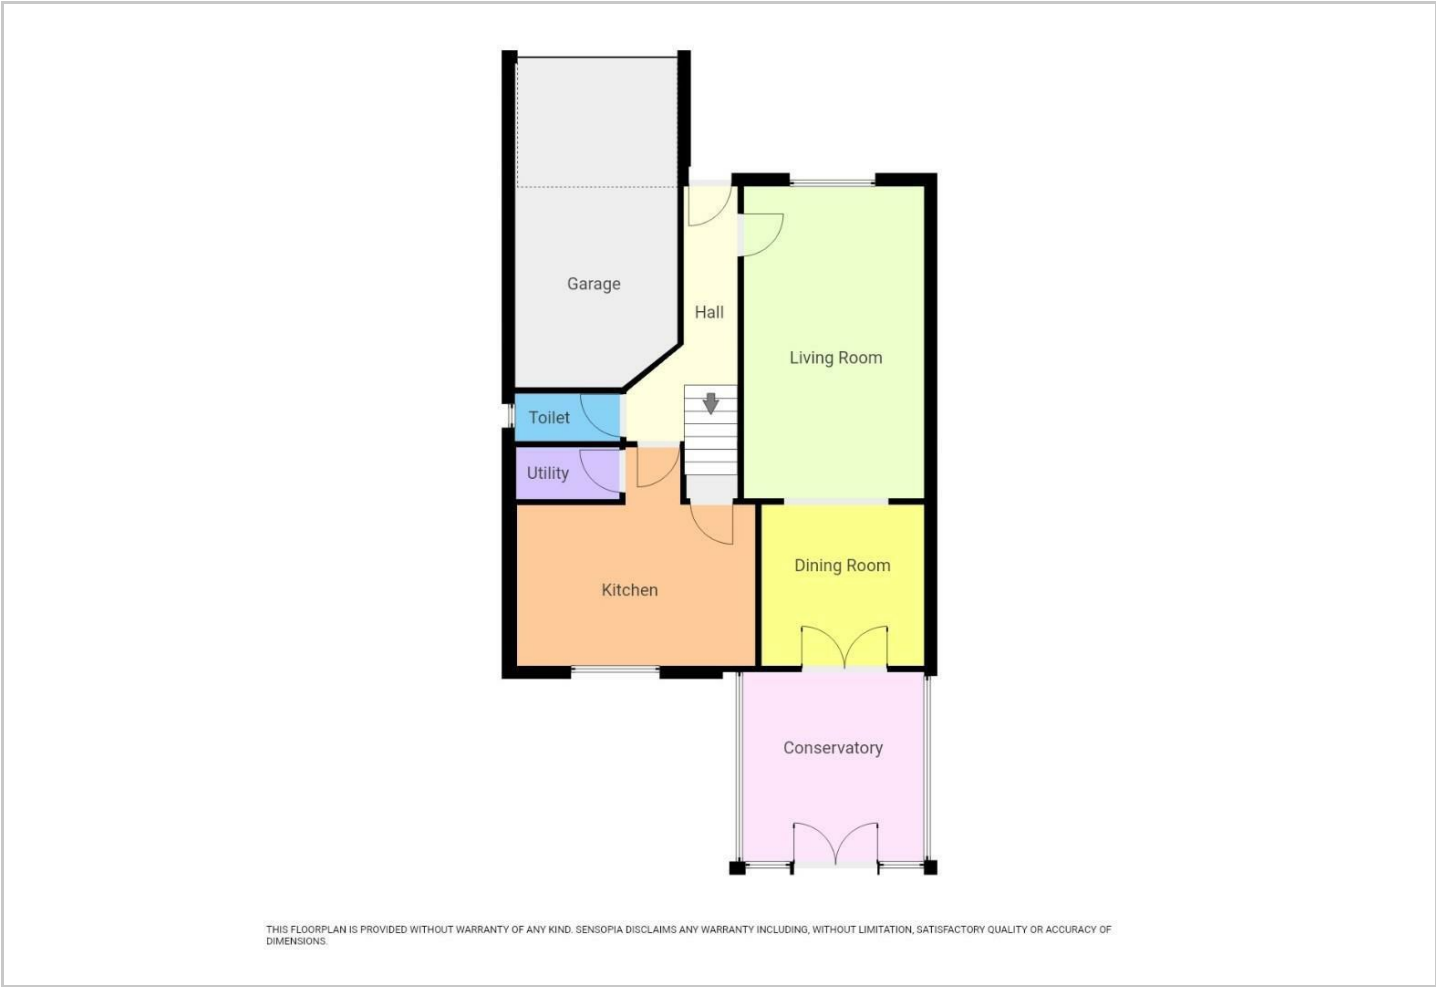 Garage
Hall
Living Room
Toilet
Utility
Dining Room
Kitchen
Conservatory
THIS FLOORPLAN IS PROVIDED WITHOUT WARRANTY OF ANY KIND. SENSOPIA DISCLAIMS ANY WARRANTY INCLUDING, WITHOUT LIMITATION, SATISFACTORY QUALITY OR ACCURACY OF
DIMENSIONS.